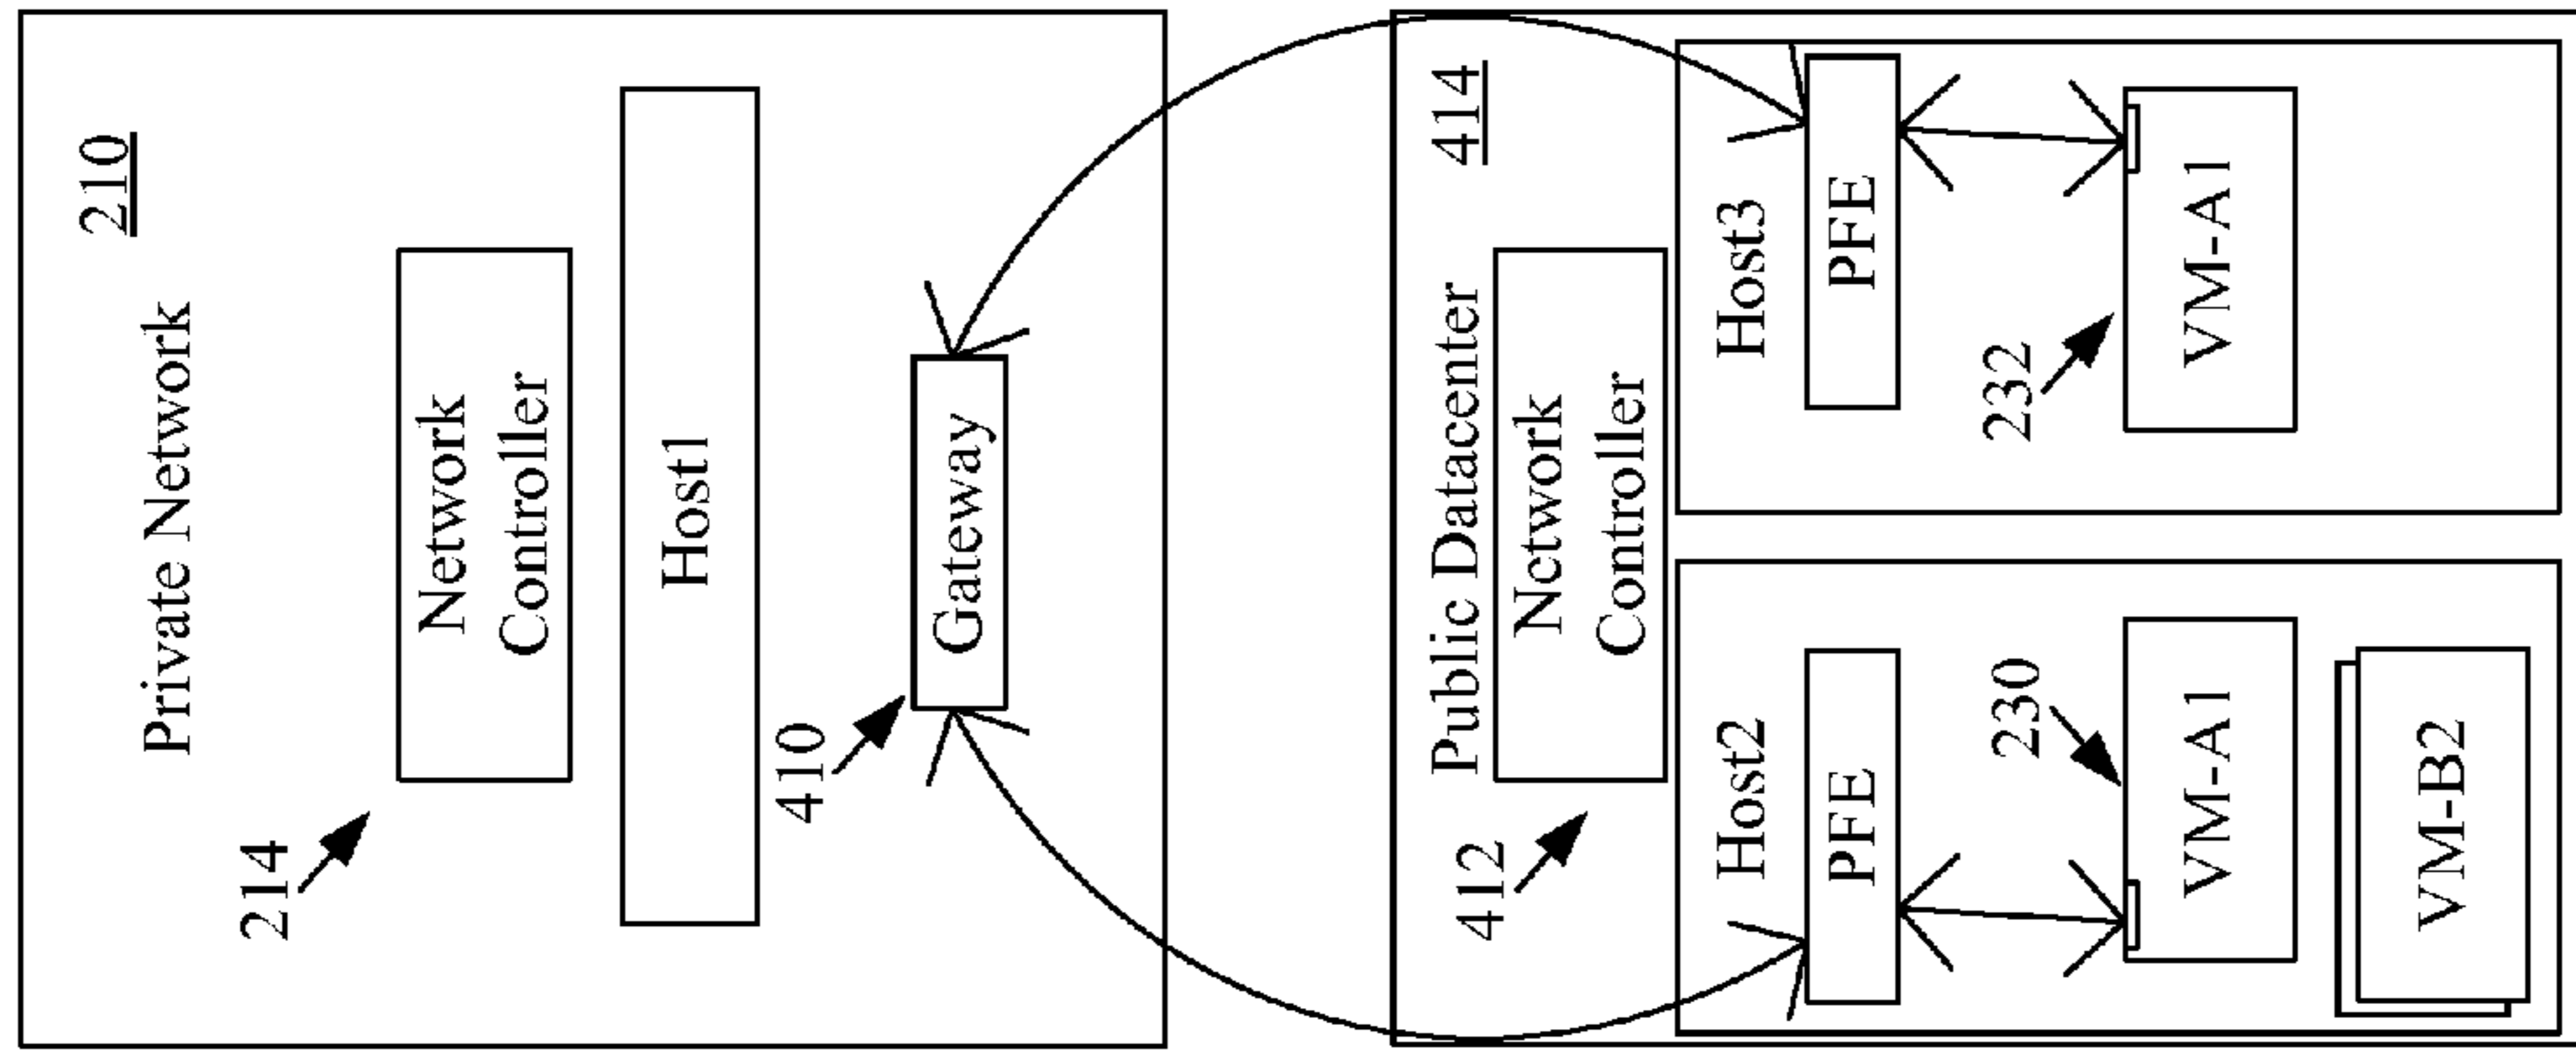 210
Private Network
214
Network
Controller
Host1
410
Gateway
Public Datacenter 414
412
Network
Controller
Host2
Host3
PFE
PFE
230
232
VM-A1
VM-A1
VM-B2